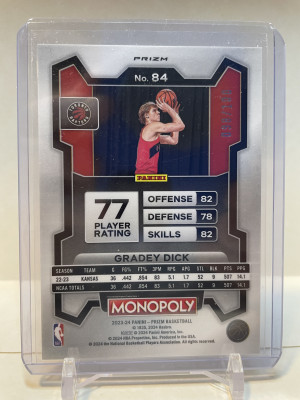 PRIZM
No. 84
TORONTO
RAPTORS
PANINI
77
PLAYER
RATING
OFFENSE 82
DEFENSE 78
SKILLS 82
GRADEY DICK
SEASON TEAM G FG% FT% 3PM RPG APG STL BLK PTS PPG
22-23 KANSAS 36 .442 .854 83 5.1 1.7 52 9 507 14.1
NCAA TOTALS 36 .442 .854 83 5.1 1.7 52 9 507 14.1
MONOPOLY
2023-24 PANINI - PRIZM BASKETBALL
NBA